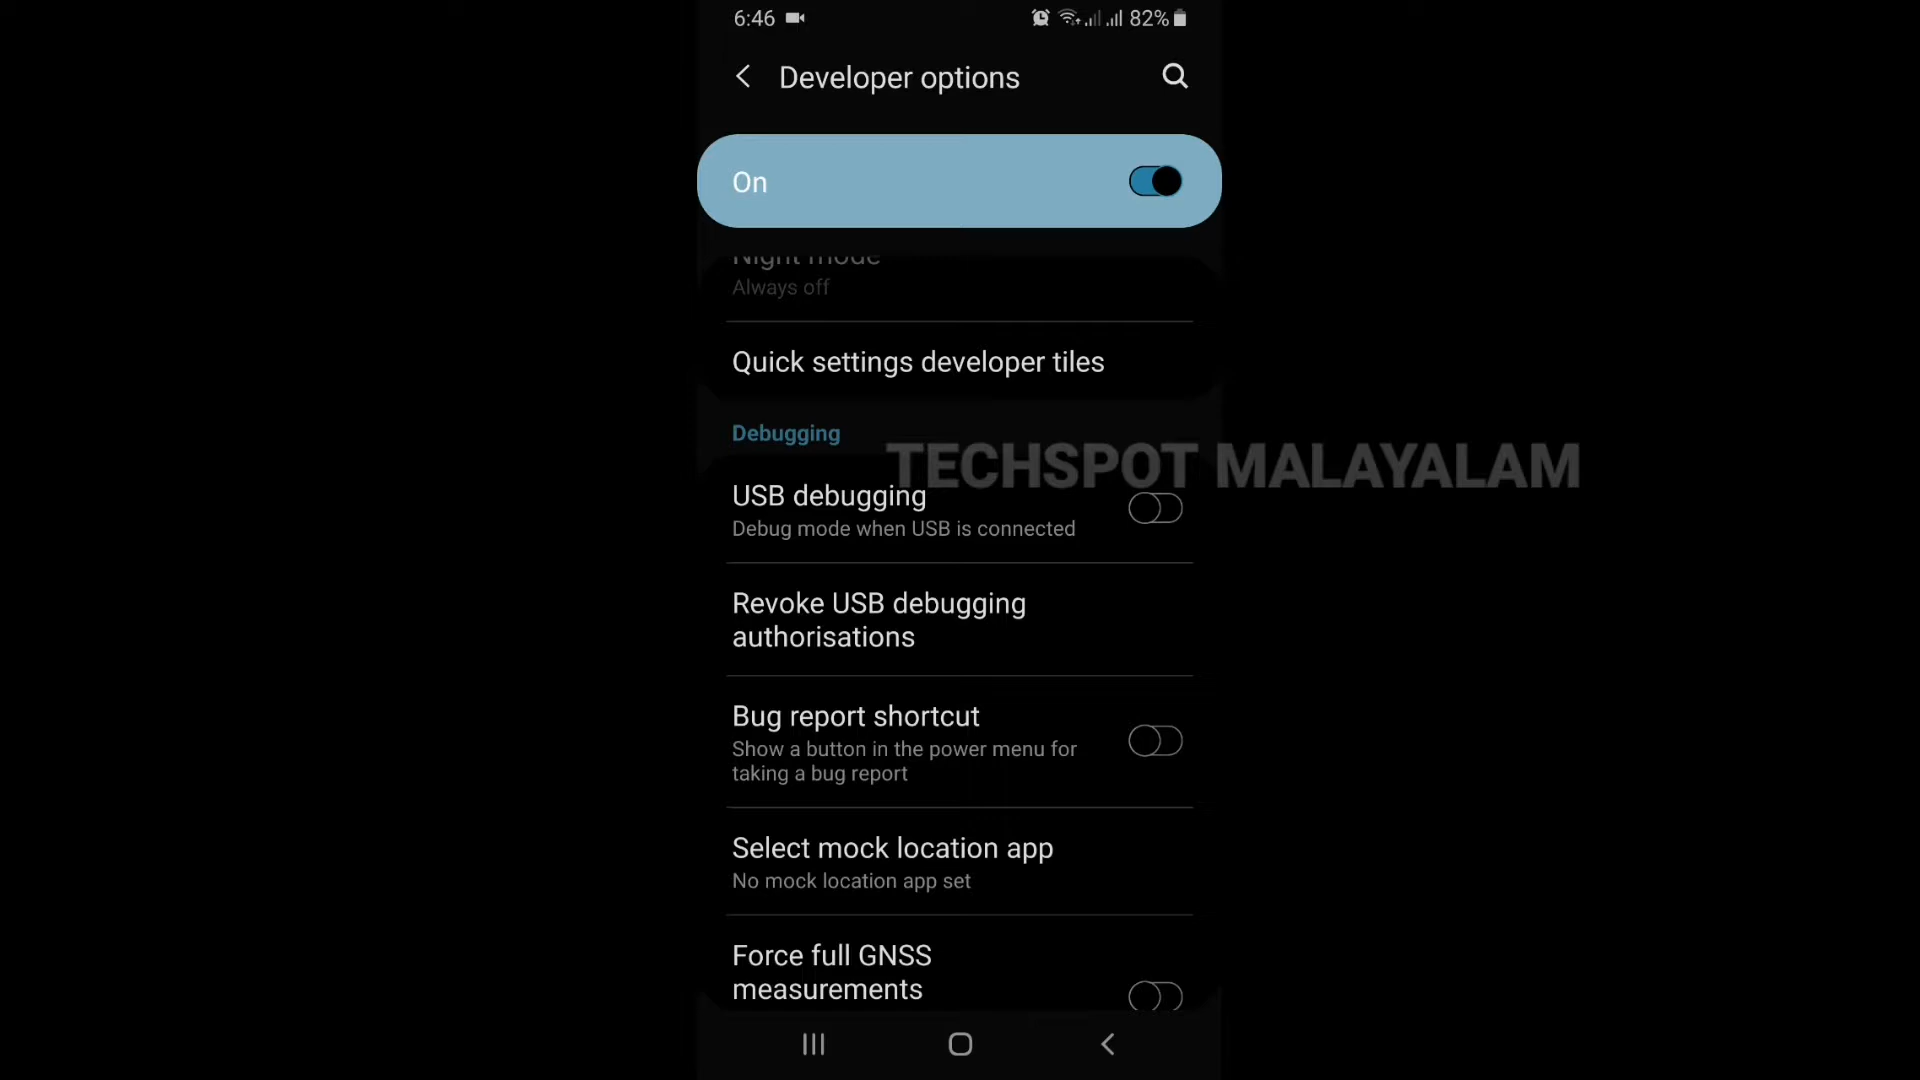 6:46 82%
Developer options
On
Night mode
Always off
Quick settings developer tiles
Debugging
TECHSPOT MALAYALAM
USB debugging
Debug mode when USB is connected
Revoke USB debugging
authorisations
Bug report shortcut
Show a button in the power menu for
taking a bug report
Select mock location app
No mock location app set
Force full GNSS
measurements